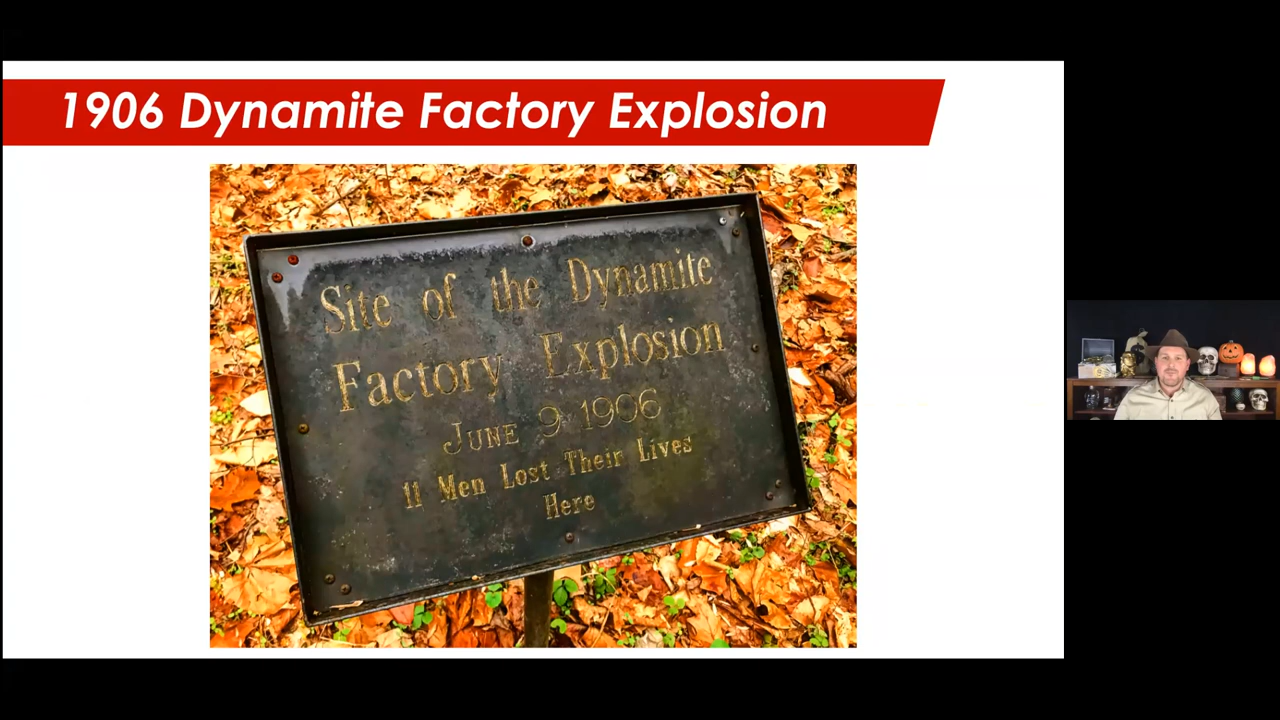 1906 Dynamite Factory Explosion
Site of the Dynamite
Factory Explosion
June 9 1906
11 Men Lost Their Lives
Here